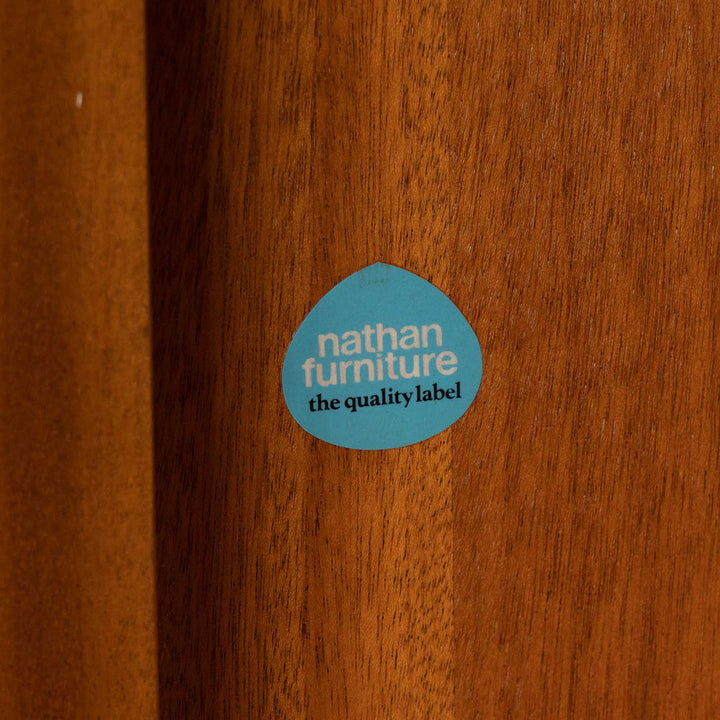 nathan
furniture
the quality label